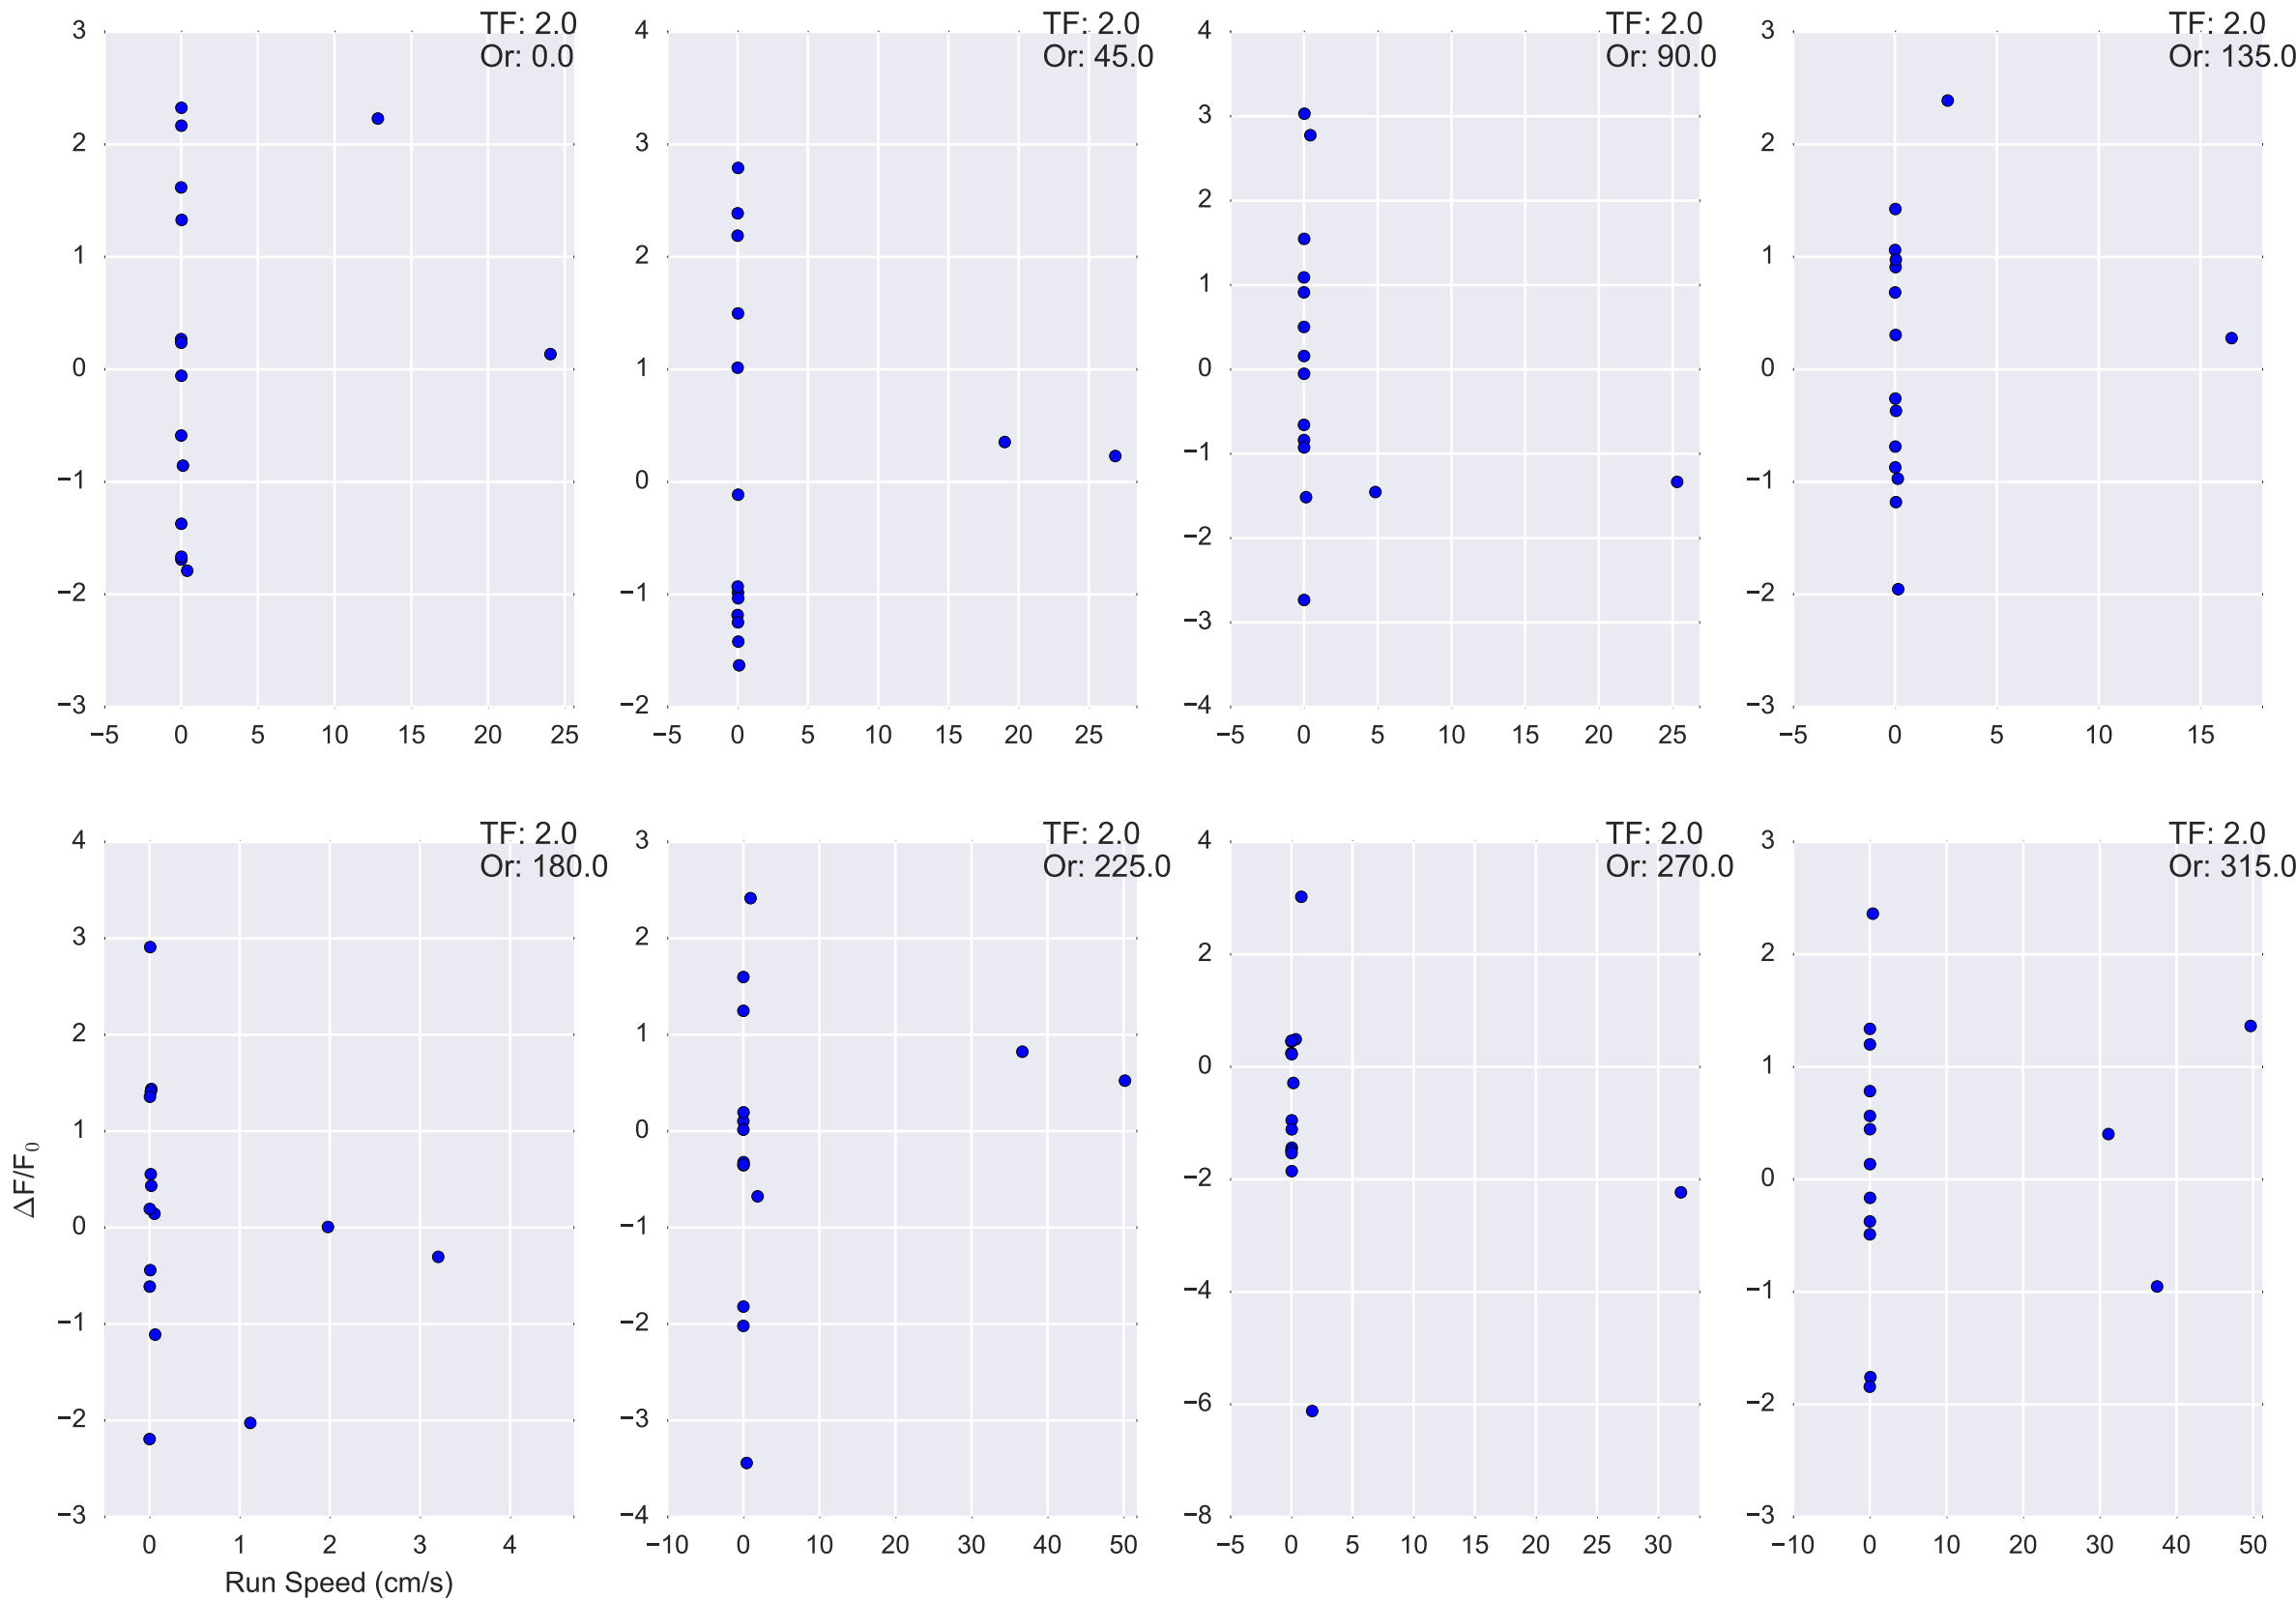 TF: 2.0
Or: 0.0
3
2
1
0
−1
−2
−3
−5 0 5 10 15 20 25
TF: 2.0
Or: 45.0
4
3
2
1
0
−1
−2
−5 0 5 10 15 20 25
TF: 2.0
Or: 90.0
4
3
2
1
0
−1
−2
−3
−4
−5 0 5 10 15 20 25
TF: 2.0
Or: 135.0
3
2
1
0
−1
−2
−3
−5 0 5 10 15
TF: 2.0
Or: 180.0
4
3
2
1
0
−1
−2
−3
0 1 2 3 4
ΔF/F₀
Run Speed (cm/s)
TF: 2.0
Or: 225.0
3
2
1
0
−1
−2
−3
−4
−10 0 10 20 30 40 50
TF: 2.0
Or: 270.0
4
2
0
−2
−4
−6
−8
−5 0 5 10 15 20 25 30
TF: 2.0
Or: 315.0
3
2
1
0
−1
−2
−3
−10 0 10 20 30 40 50